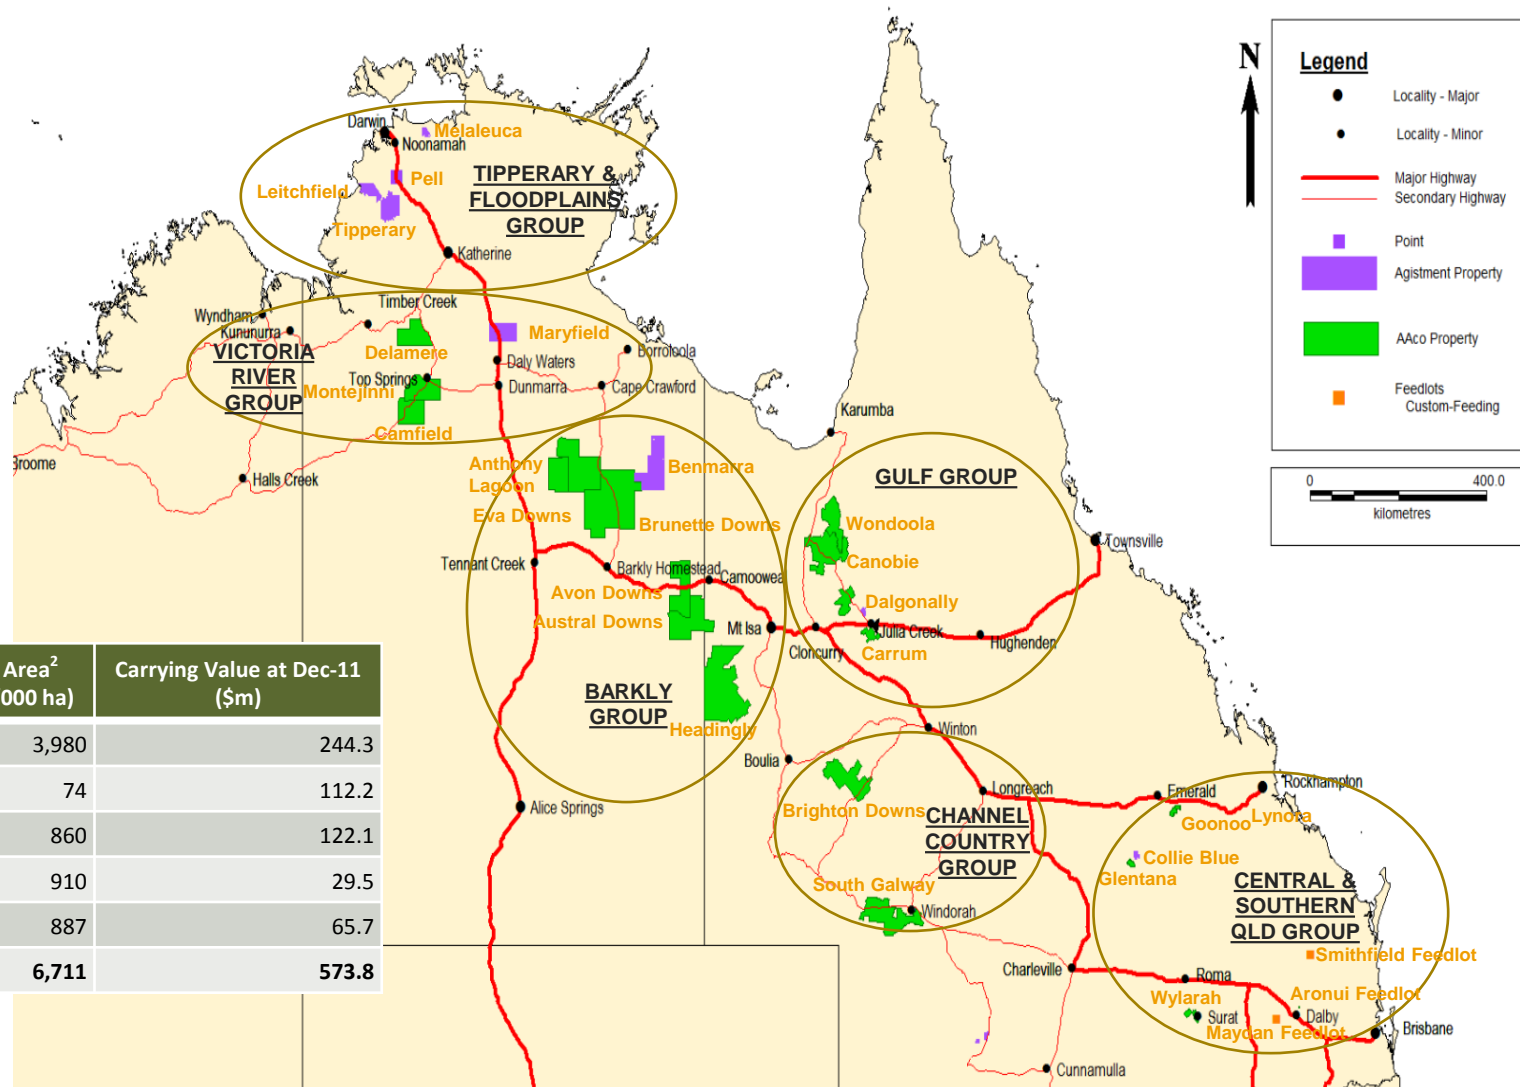 N
Legend
Locality - Major
Locality - Minor
Major Highway
Secondary Highway
Point
Agistment Property
AAco Property
Feedlots
Custom-Feeding
0 400.0
kilometres
Darwin
Melaleuca
Noonamah
Pell
Leitchfield
Tipperary
TIPPERARY &
FLOODPLAINS
GROUP
Katherine
Timber Creek
Wyndham
Kununurra
VICTORIA
RIVER
GROUP
Delamere
Maryfield
Daly Waters
Borroloola
Top Springs
Dunmarra
Cape Crawford
Montejinni
Camfield
Broome
Halls Creek
Karumba
Anthony
Lagoon
Benmarra
Eva Downs
Brunette Downs
GULF GROUP
Wondoola
Canobie
Townsville
Tennant Creek
Barkly Homestead
Camooweal
Avon Downs
Austral Downs
Dalgonally
Mt Isa
Cloncurry
Julia Creek
Hughenden
Carrum
BARKLY
GROUP
Headingly
Winton
Boulia
Alice Springs
Brighton Downs
Longreach
CHANNEL
COUNTRY
GROUP
South Galway
Windorah
Emerald
Rockhampton
Goonoo
Lynora
Collie Blue
Glentana
CENTRAL &
SOUTHERN
QLD GROUP
Smithfield Feedlot
Charleville
Roma
Wylarah
Aronui Feedlot
Surat
Dalby
Maydan Feedlot
Brisbane
Cunnamulla
Area2 Carrying Value at Dec-11
000 ha) ($m)
3,980 244.3
74 112.2
860 122.1
910 29.5
887 65.7
6,711 573.8